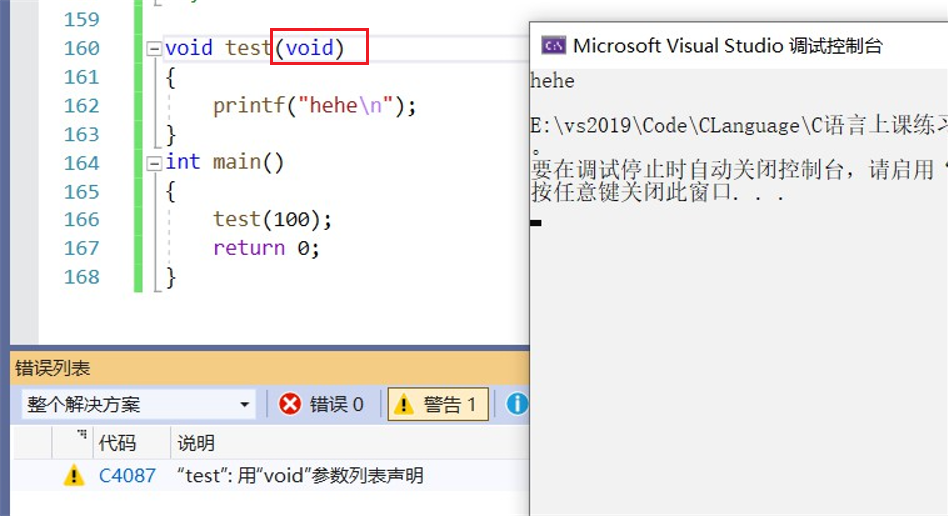 159
160 void test(void)
161 {
162 printf("hehe\n");
163 }
164 int main()
165 {
166 test(100);
167 return 0;
168 }
错误列表
整个解决方案 错误 0 警告 1
代码 说明
C4087 “test”: 用“void”参数列表声明
C:\ Microsoft Visual Studio 调试控制台
hehe
E:\vs2019\Code\CLanguage\C语言上课练习
。
要在调试停止时自动关闭控制台，请启用“
按任意键关闭此窗口. . .